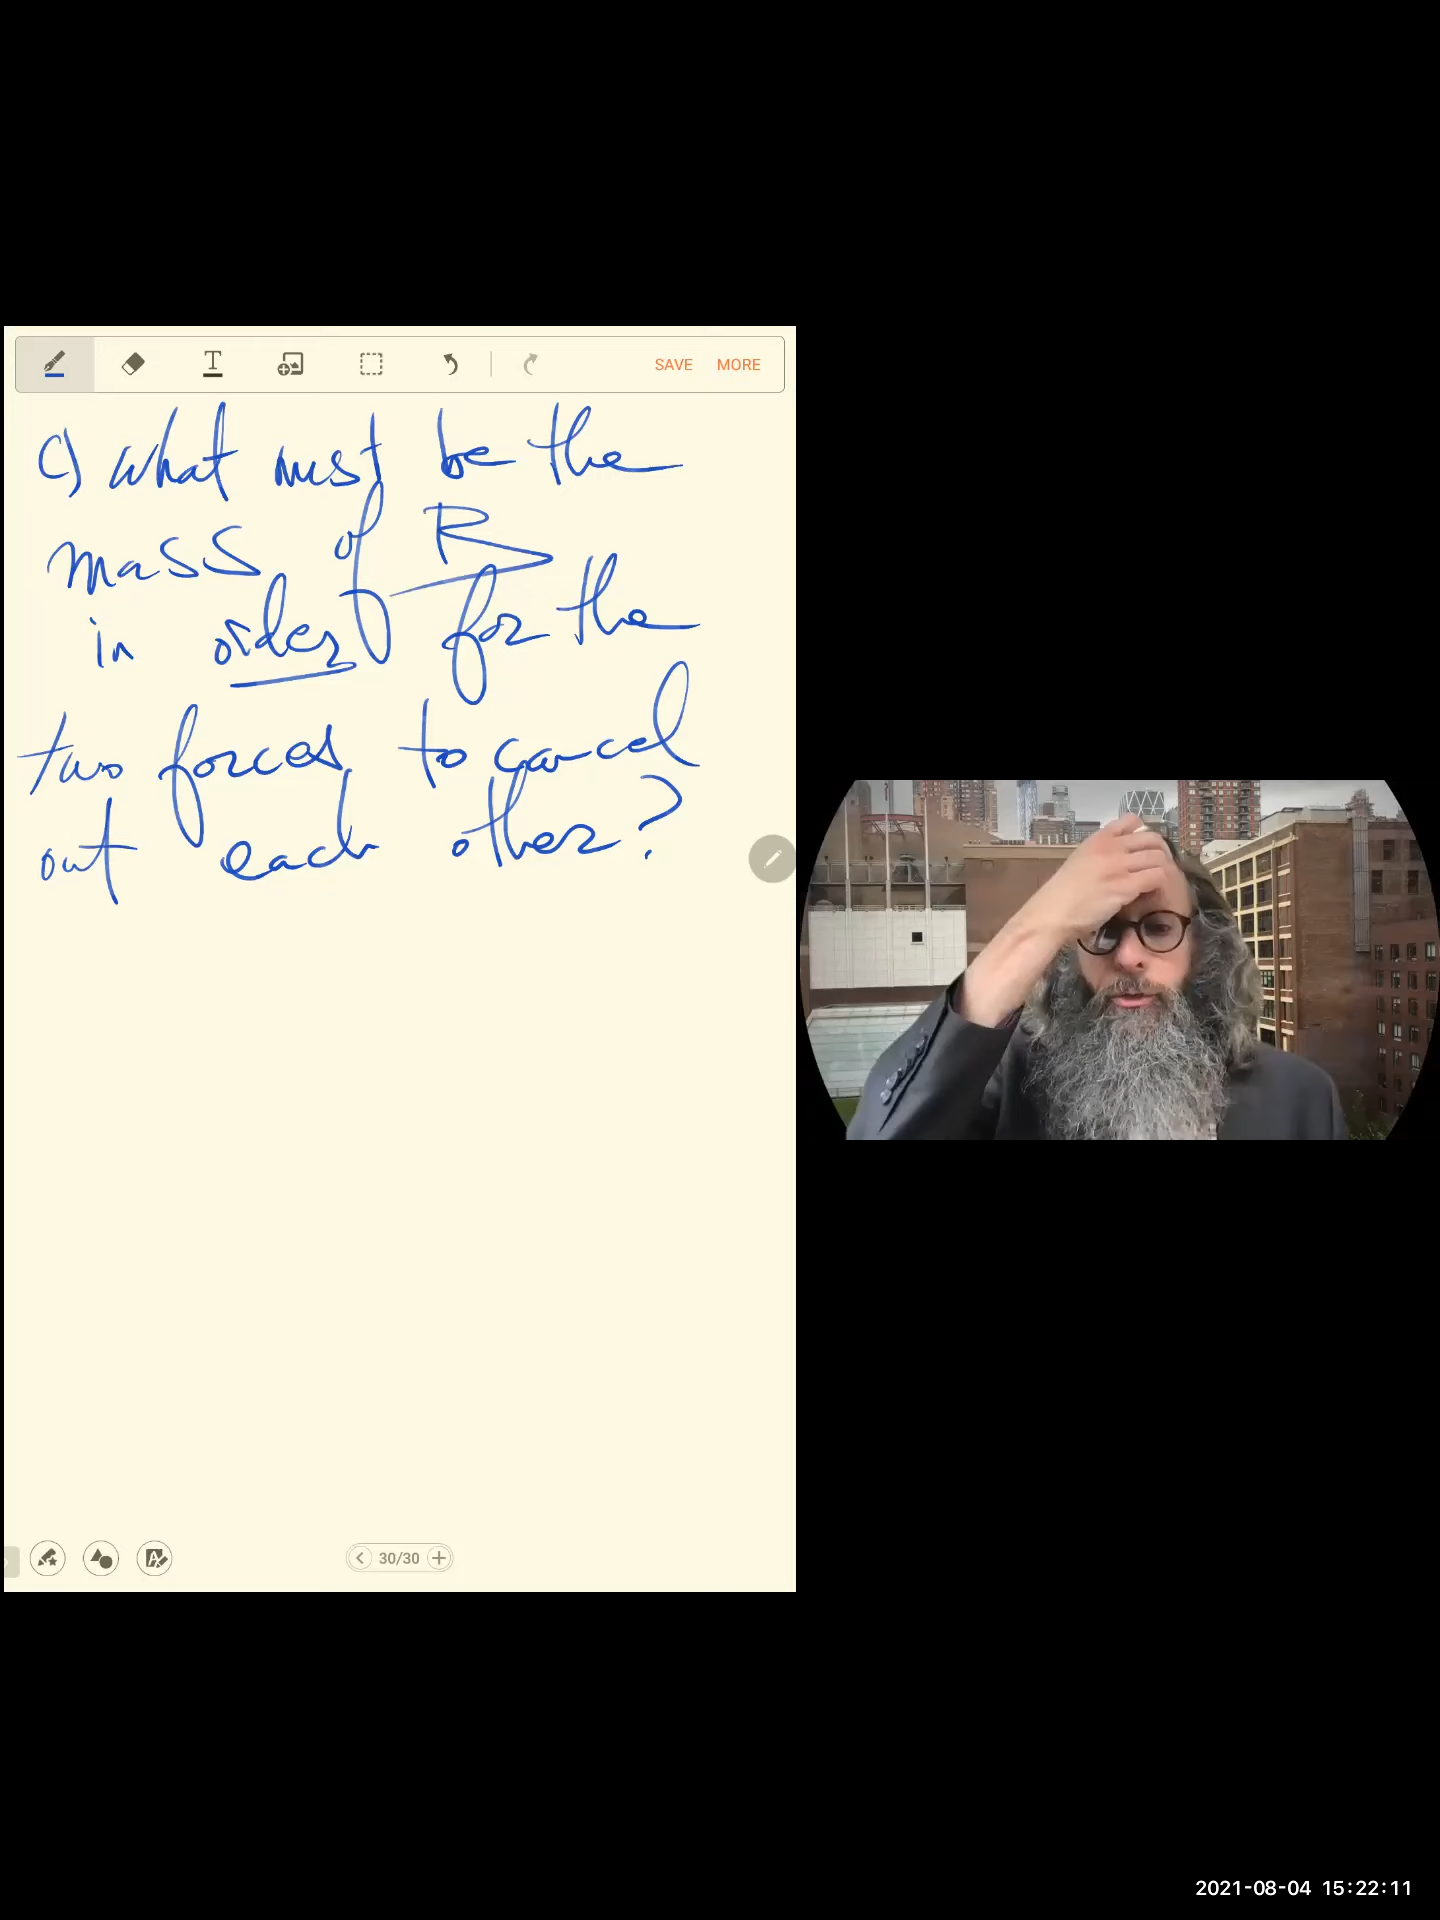 T
SAVE
MORE
c) what must be the
mass of R
in order for the
two forces to cancel
out each other?
A
30/30
2021-08-04 15:22:11